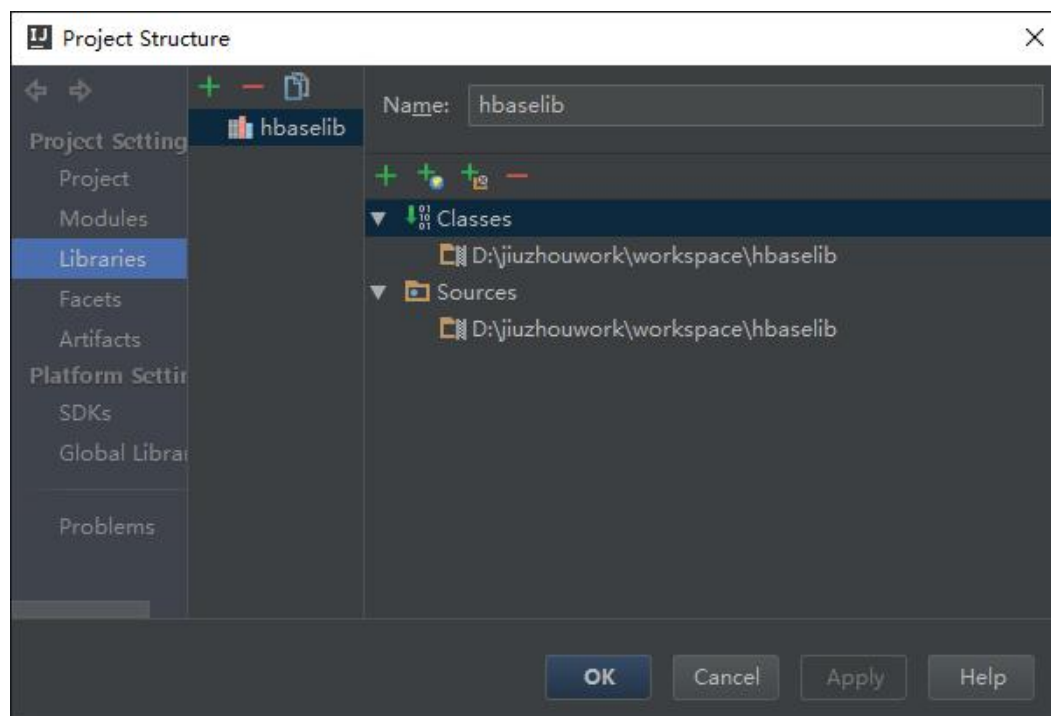 Project Structure
Name: hbaselib
hbaselib
Project Setting
Project
Modules
Libraries
Facets
Artifacts
Platform Settin
SDKs
Global Librar
Problems
Classes
D:\jiuzhouwork\workspace\hbaselib
Sources
D:\jiuzhouwork\workspace\hbaselib
OK
Cancel
Apply
Help